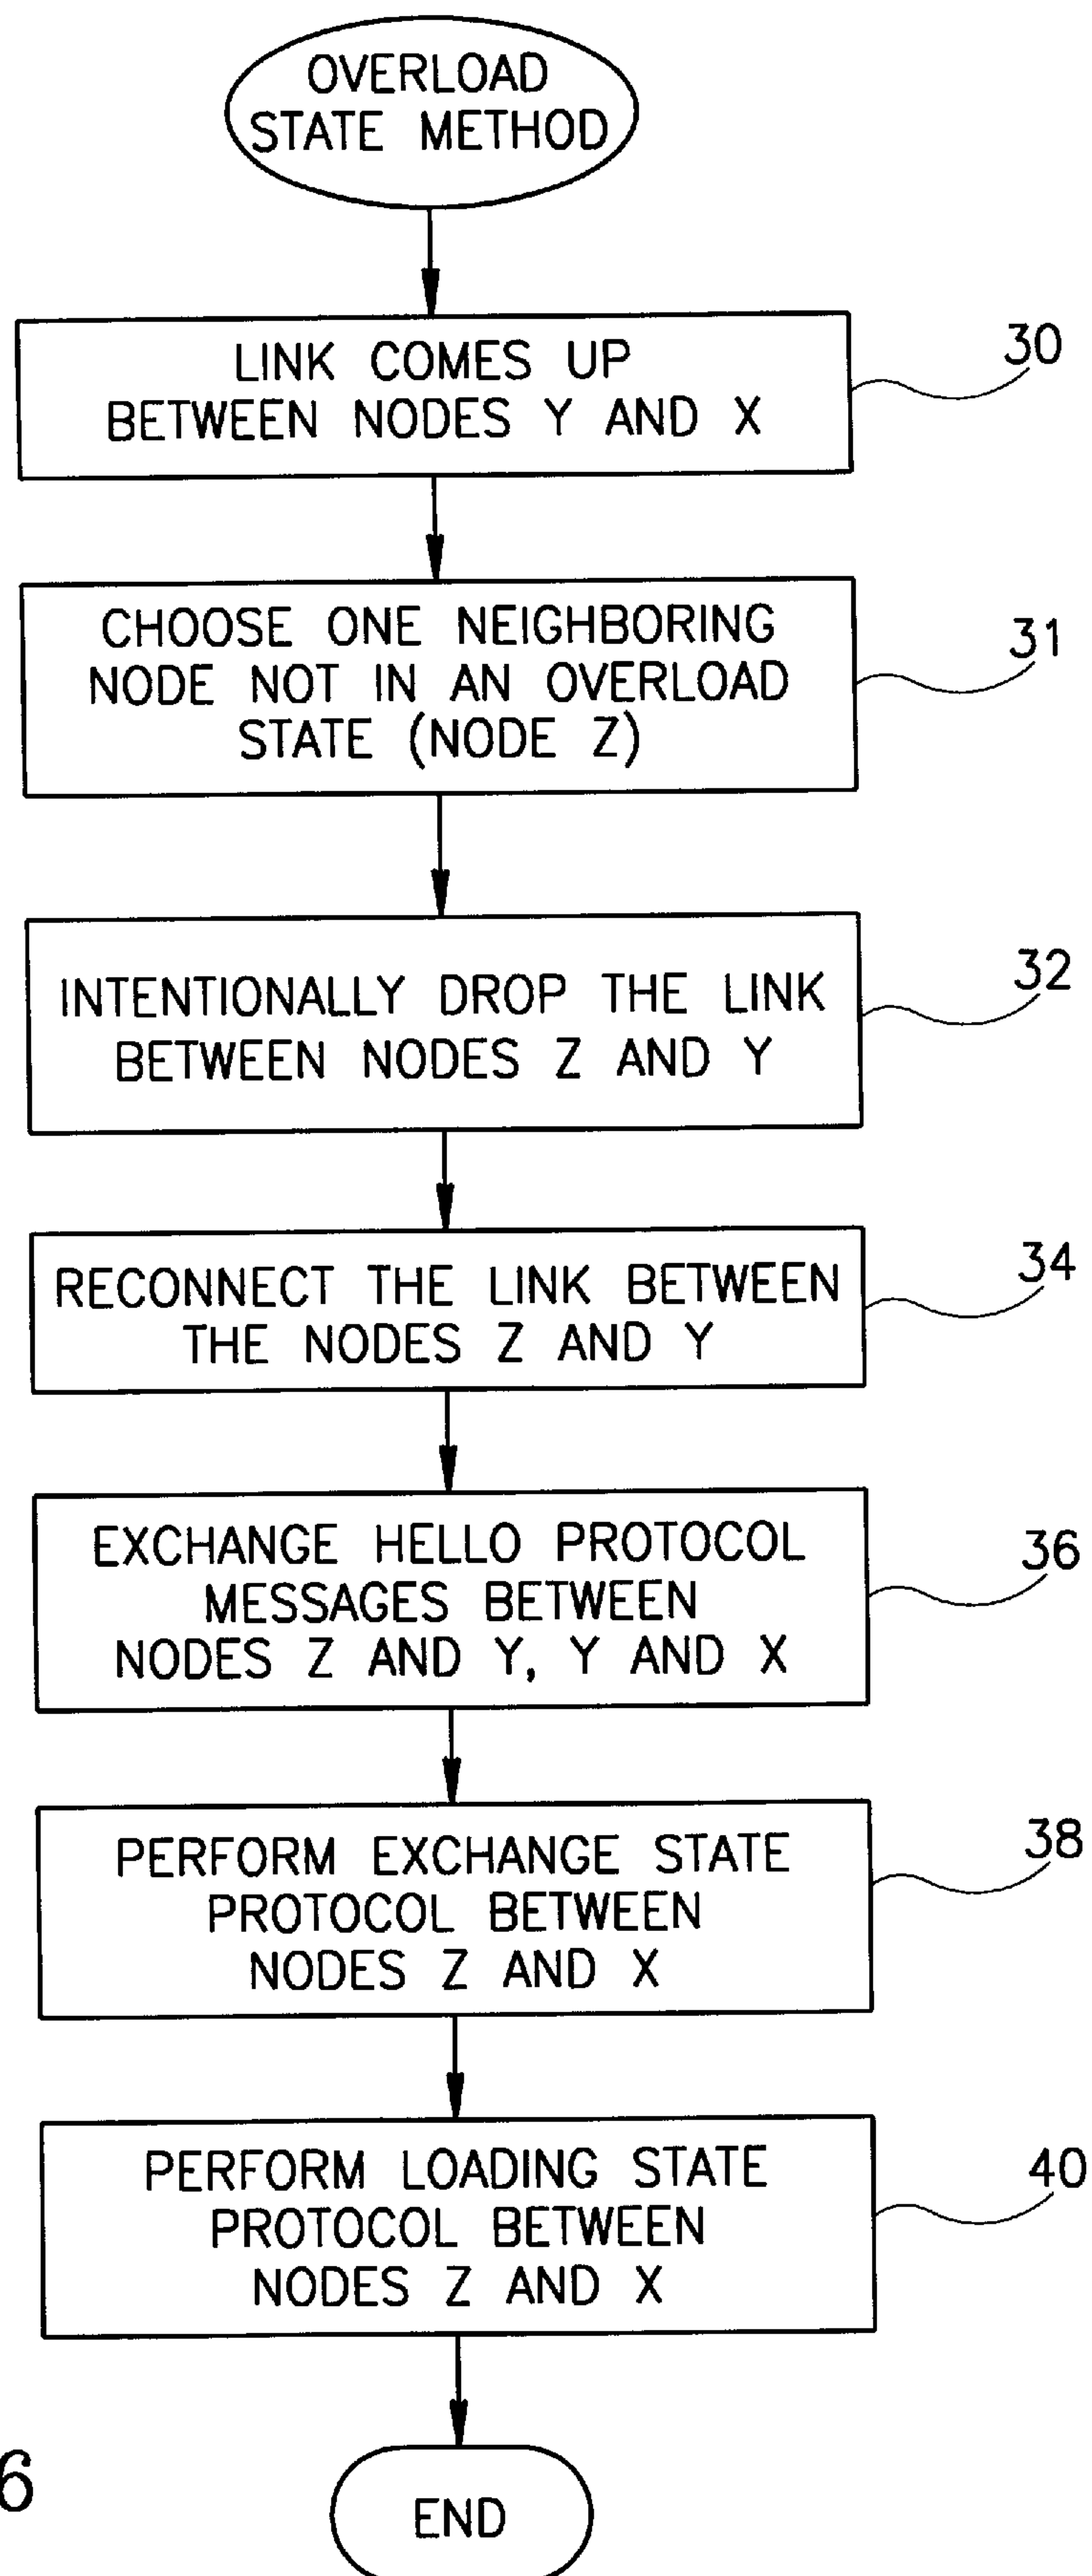 OVERLOAD
STATE METHOD
LINK COMES UP
BETWEEN NODES Y AND X
30
CHOOSE ONE NEIGHBORING
NODE NOT IN AN OVERLOAD
STATE (NODE Z)
31
INTENTIONALLY DROP THE LINK
BETWEEN NODES Z AND Y
32
RECONNECT THE LINK BETWEEN
THE NODES Z AND Y
34
EXCHANGE HELLO PROTOCOL
MESSAGES BETWEEN
NODES Z AND Y, Y AND X
36
PERFORM EXCHANGE STATE
PROTOCOL BETWEEN
NODES Z AND X
38
PERFORM LOADING STATE
PROTOCOL BETWEEN
NODES Z AND X
40
6
END